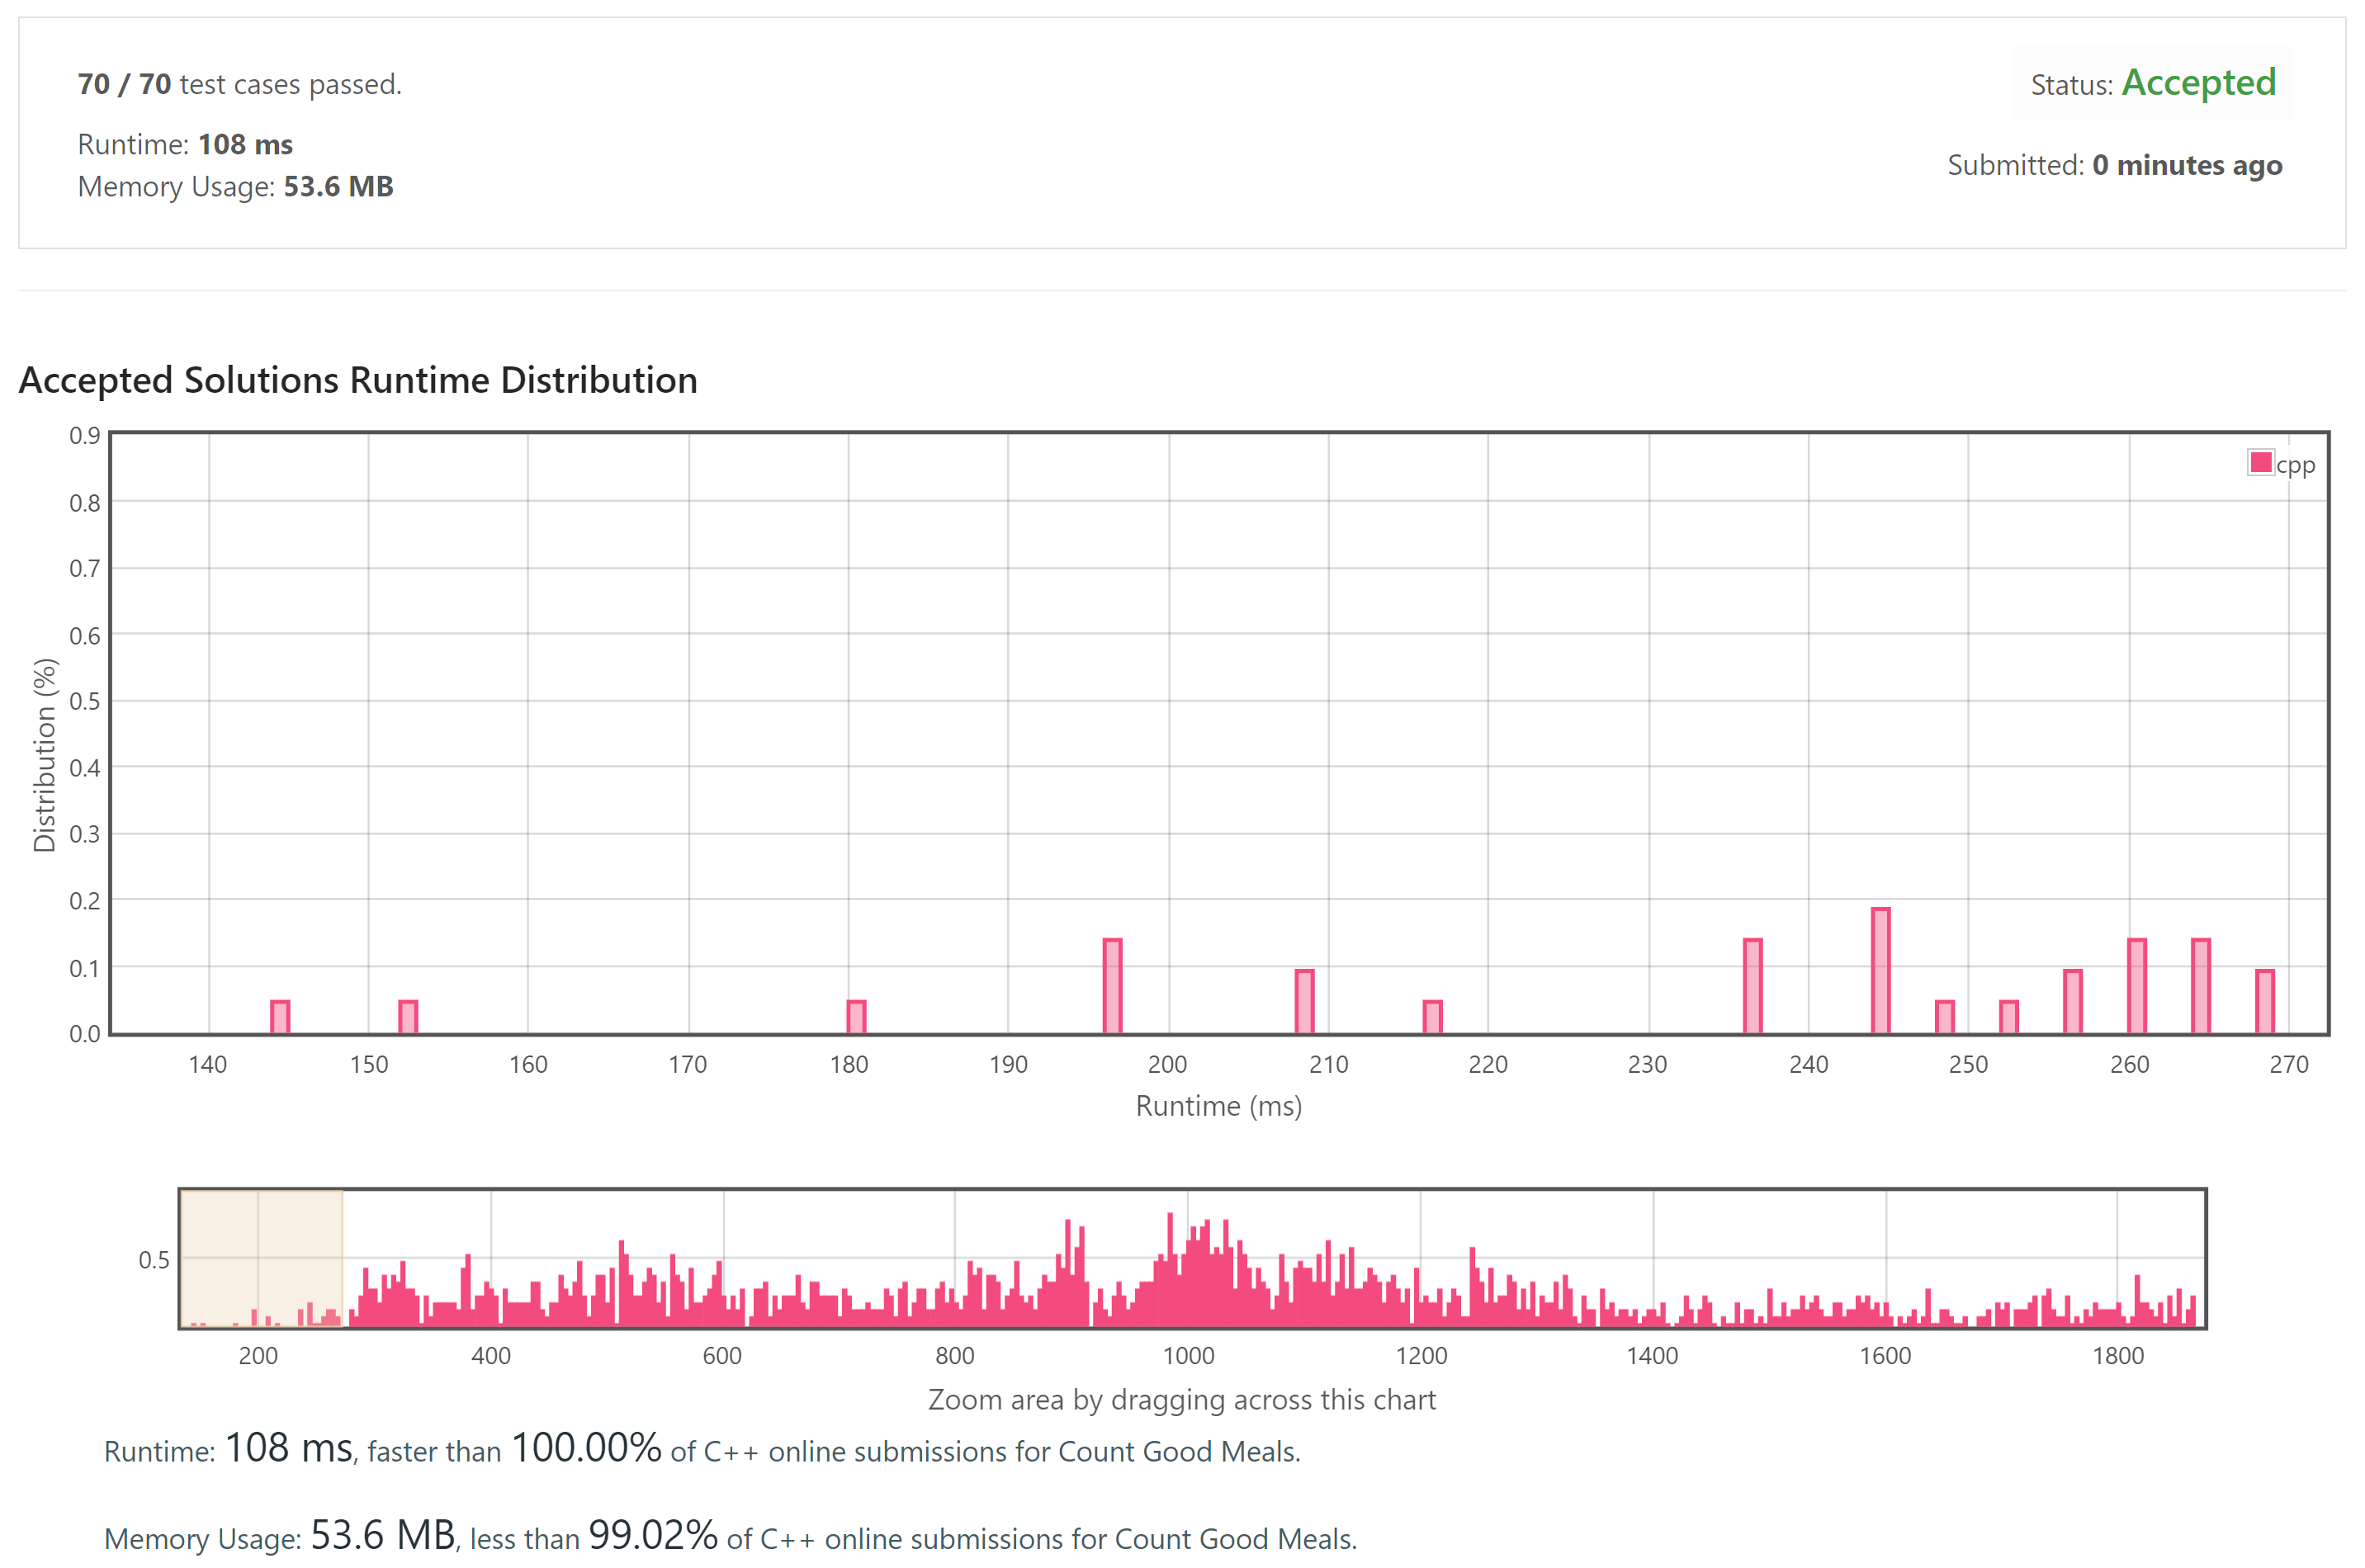 70 / 70 test cases passed.
Status: Accepted
Runtime: 108 ms
Submitted: 0 minutes ago
Memory Usage: 53.6 MB
Accepted Solutions Runtime Distribution
0.9
cpp
0.8
0.7
0.6
0.5
0.4
0.3
0.2
0.1
0.0
Distribution (%)
140 150 160 170 180 190 200 210 220 230 240 250 260 270
Runtime (ms)
0.5
200 400 600 800 1000 1200 1400 1600 1800
Zoom area by dragging across this chart
Runtime: 108 ms, faster than 100.00% of C++ online submissions for Count Good Meals.
Memory Usage: 53.6 MB, less than 99.02% of C++ online submissions for Count Good Meals.